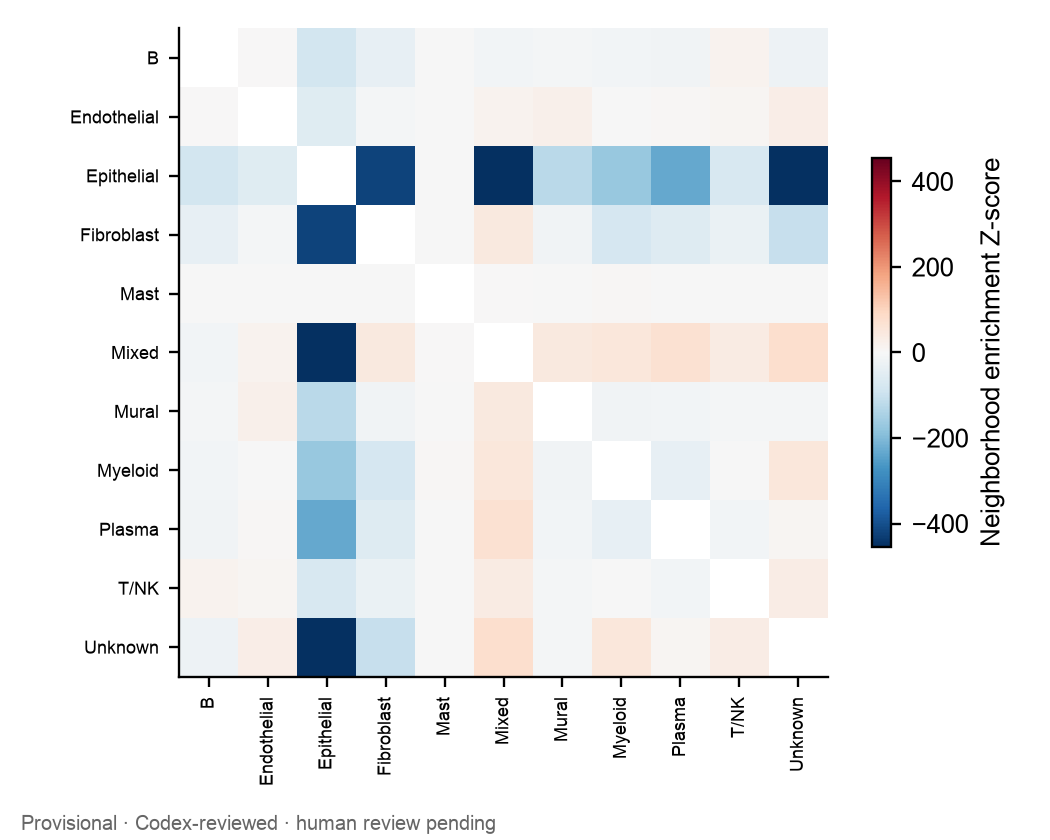 B
Endothelial
Epithelial
Fibroblast
Mast
Mixed
Mural
Myeloid
Plasma
T/NK
Unknown
B
Endothelial
Epithelial
Fibroblast
Mast
Mixed
Mural
Myeloid
Plasma
T/NK
Unknown
400
200
0
−200
−400
Neighborhood enrichment Z-score
Provisional · Codex-reviewed · human review pending